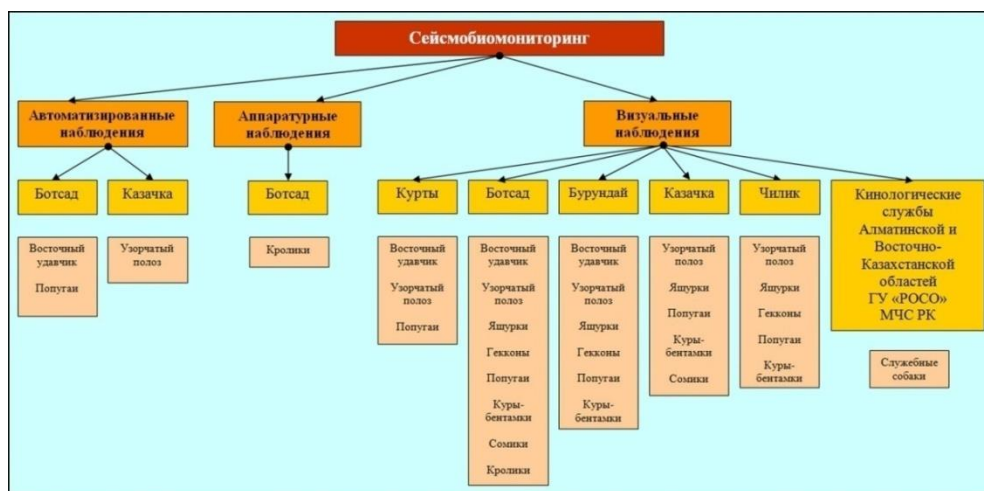 Сейсмобиомониторинг
Автоматизированные
наблюдения
Аппаратурные
наблюдения
Визуальные
наблюдения
Ботсад
Казачка
Ботсад
Курты
Ботсад
Бурундай
Казачка
Чилик
Кинологические
службы
Алматинской и
Восточно-
Казахстанской
областей
ГУ «РОСО»
МЧС РК
Восточный
удавчик
Попугаи
Узорчатый
полоз
Кролики
Восточный
удавчик
Узорчатый
полоз
Попугаи
Восточный
удавчик
Узорчатый
полоз
Ящурки
Гекконы
Попугаи
Куры-
бентамки
Сомики
Кролики
Восточный
удавчик
Узорчатый
полоз
Ящурки
Гекконы
Попугаи
Куры-
бентамки
Узорчатый
полоз
Ящурки
Попугаи
Куры-
бентамки
Сомики
Узорчатый
полоз
Ящурки
Гекконы
Попугаи
Куры-
бентамки
Служебные
собаки